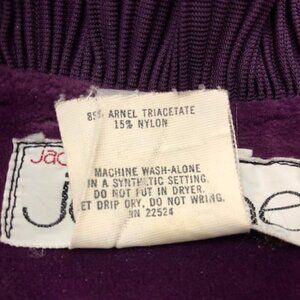 85% ARNEL TRIACETATE
15% NYLON
MACHINE WASH-ALONE
IN A SYNTHETIC SETTING.
DO NOT PUT IN DRYER.
ET DRIP DRY, DO NOT WRING.
RN 22524